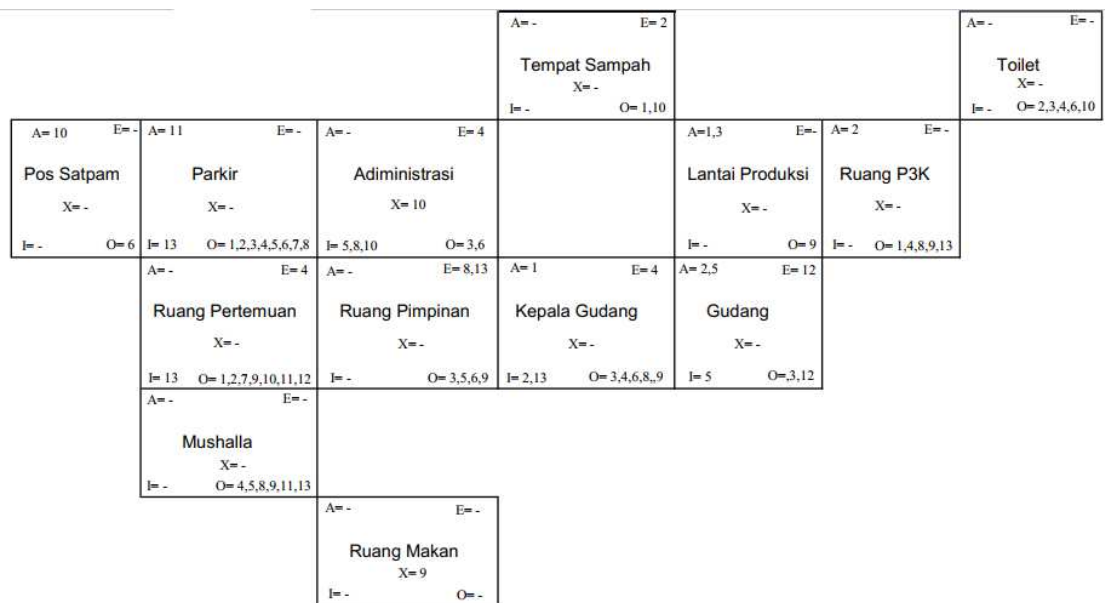 A= - E= 2
Tempat Sampah
X= -
I= - O= 1,10
A= - E= -
Toilet
X= -
I= - O= 2,3,4,6,10
A= 10 E= -
Pos Satpam
X= -
I= - O= 6
A= 11 E= -
Parkir
X= -
I= 13 O= 1,2,3,4,5,6,7,8
A= - E= 4
Adiministrasi
X= 10
I= 5,8,10 O= 3,6
A=1,3 E=-
Lantai Produksi
X= -
I= - O= 9
A= 2 E= -
Ruang P3K
X= -
I= - O= 1,4,8,9,13
A= - E= 4
Ruang Pertemuan
X= -
I= 13 O= 1,2,7,9,10,11,12
A= - E= 8,13
Ruang Pimpinan
X= -
I= - O= 3,5,6,9
A= 1 E= 4
Kepala Gudang
X= -
I= 2,13 O= 3,4,6,8,,9
A= 2,5 E= 12
Gudang
X= -
I= 5 O=,3,12
A= - E= -
Mushalla
X= -
I= - O= 4,5,8,9,11,13
A= - E= -
Ruang Makan
X= 9
I= - O= -